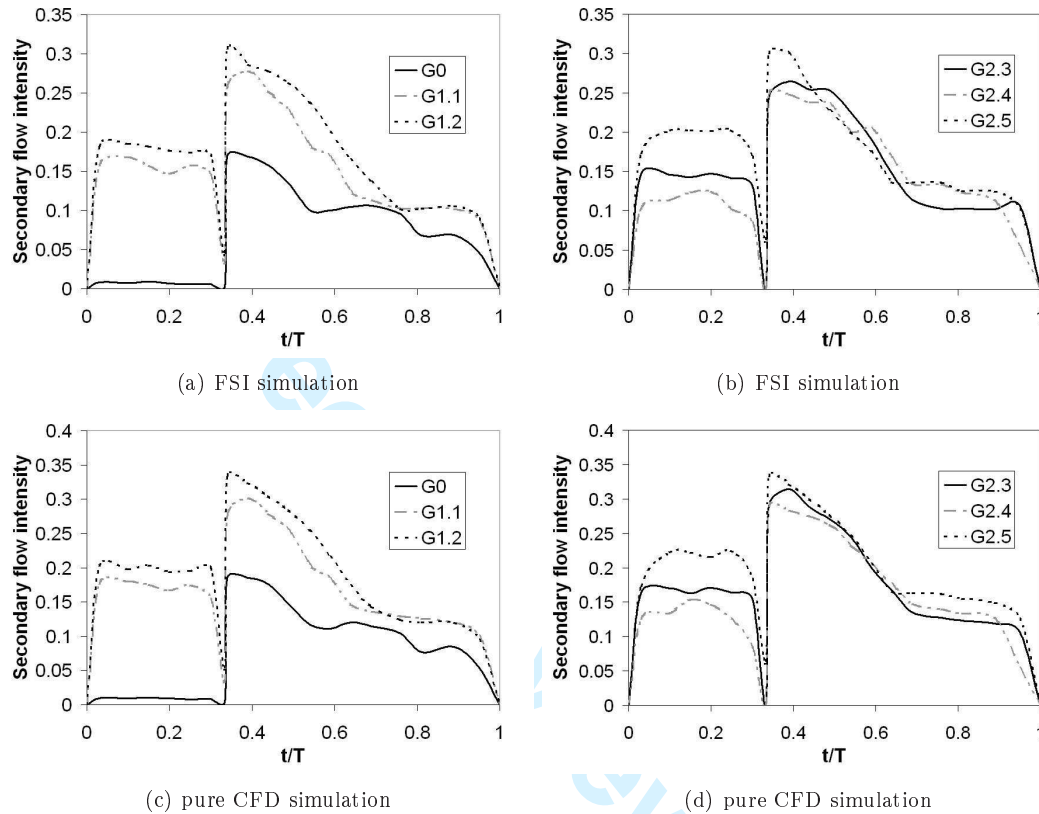 Secondary flow intensity
0.35
0.3
0.25
0.2
0.15
0.1
0.05
0
0 0.2 0.4 0.6 0.8 1
t/T
G0
G1.1
G1.2
(a) FSI simulation
Secondary flow intensity
0.35
0.3
0.25
0.2
0.15
0.1
0.05
0
0 0.2 0.4 0.6 0.8 1
t/T
G2.3
G2.4
G2.5
(b) FSI simulation
Secondary flow intensity
0.4
0.35
0.3
0.25
0.2
0.15
0.1
0.05
0
0 0.2 0.4 0.6 0.8 1
t/T
G0
G1.1
G1.2
(c) pure CFD simulation
Secondary flow intensity
0.4
0.35
0.3
0.25
0.2
0.15
0.1
0.05
0
0 0.2 0.4 0.6 0.8 1
t/T
G2.3
G2.4
G2.5
(d) pure CFD simulation